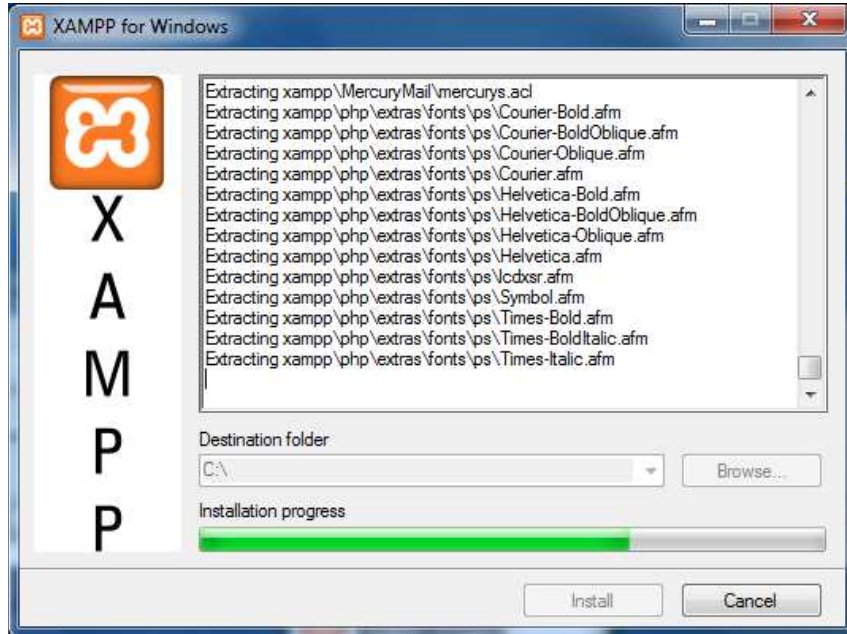 XAMPP for Windows
X
A
M
P
P
Extracting xampp\MercuryMail\mercurys.acl
Extracting xampp\php\extras\fonts\ps\Courier-Bold.afm
Extracting xampp\php\extras\fonts\ps\Courier-BoldOblique.afm
Extracting xampp\php\extras\fonts\ps\Courier-Oblique.afm
Extracting xampp\php\extras\fonts\ps\Courier.afm
Extracting xampp\php\extras\fonts\ps\Helvetica-Bold.afm
Extracting xampp\php\extras\fonts\ps\Helvetica-BoldOblique.afm
Extracting xampp\php\extras\fonts\ps\Helvetica-Oblique.afm
Extracting xampp\php\extras\fonts\ps\Helvetica.afm
Extracting xampp\php\extras\fonts\ps\lcdxsr.afm
Extracting xampp\php\extras\fonts\ps\Symbol.afm
Extracting xampp\php\extras\fonts\ps\Times-Bold.afm
Extracting xampp\php\extras\fonts\ps\Times-BoldItalic.afm
Extracting xampp\php\extras\fonts\ps\Times-Italic.afm
Destination folder
C:\
Browse...
Installation progress
Install
Cancel